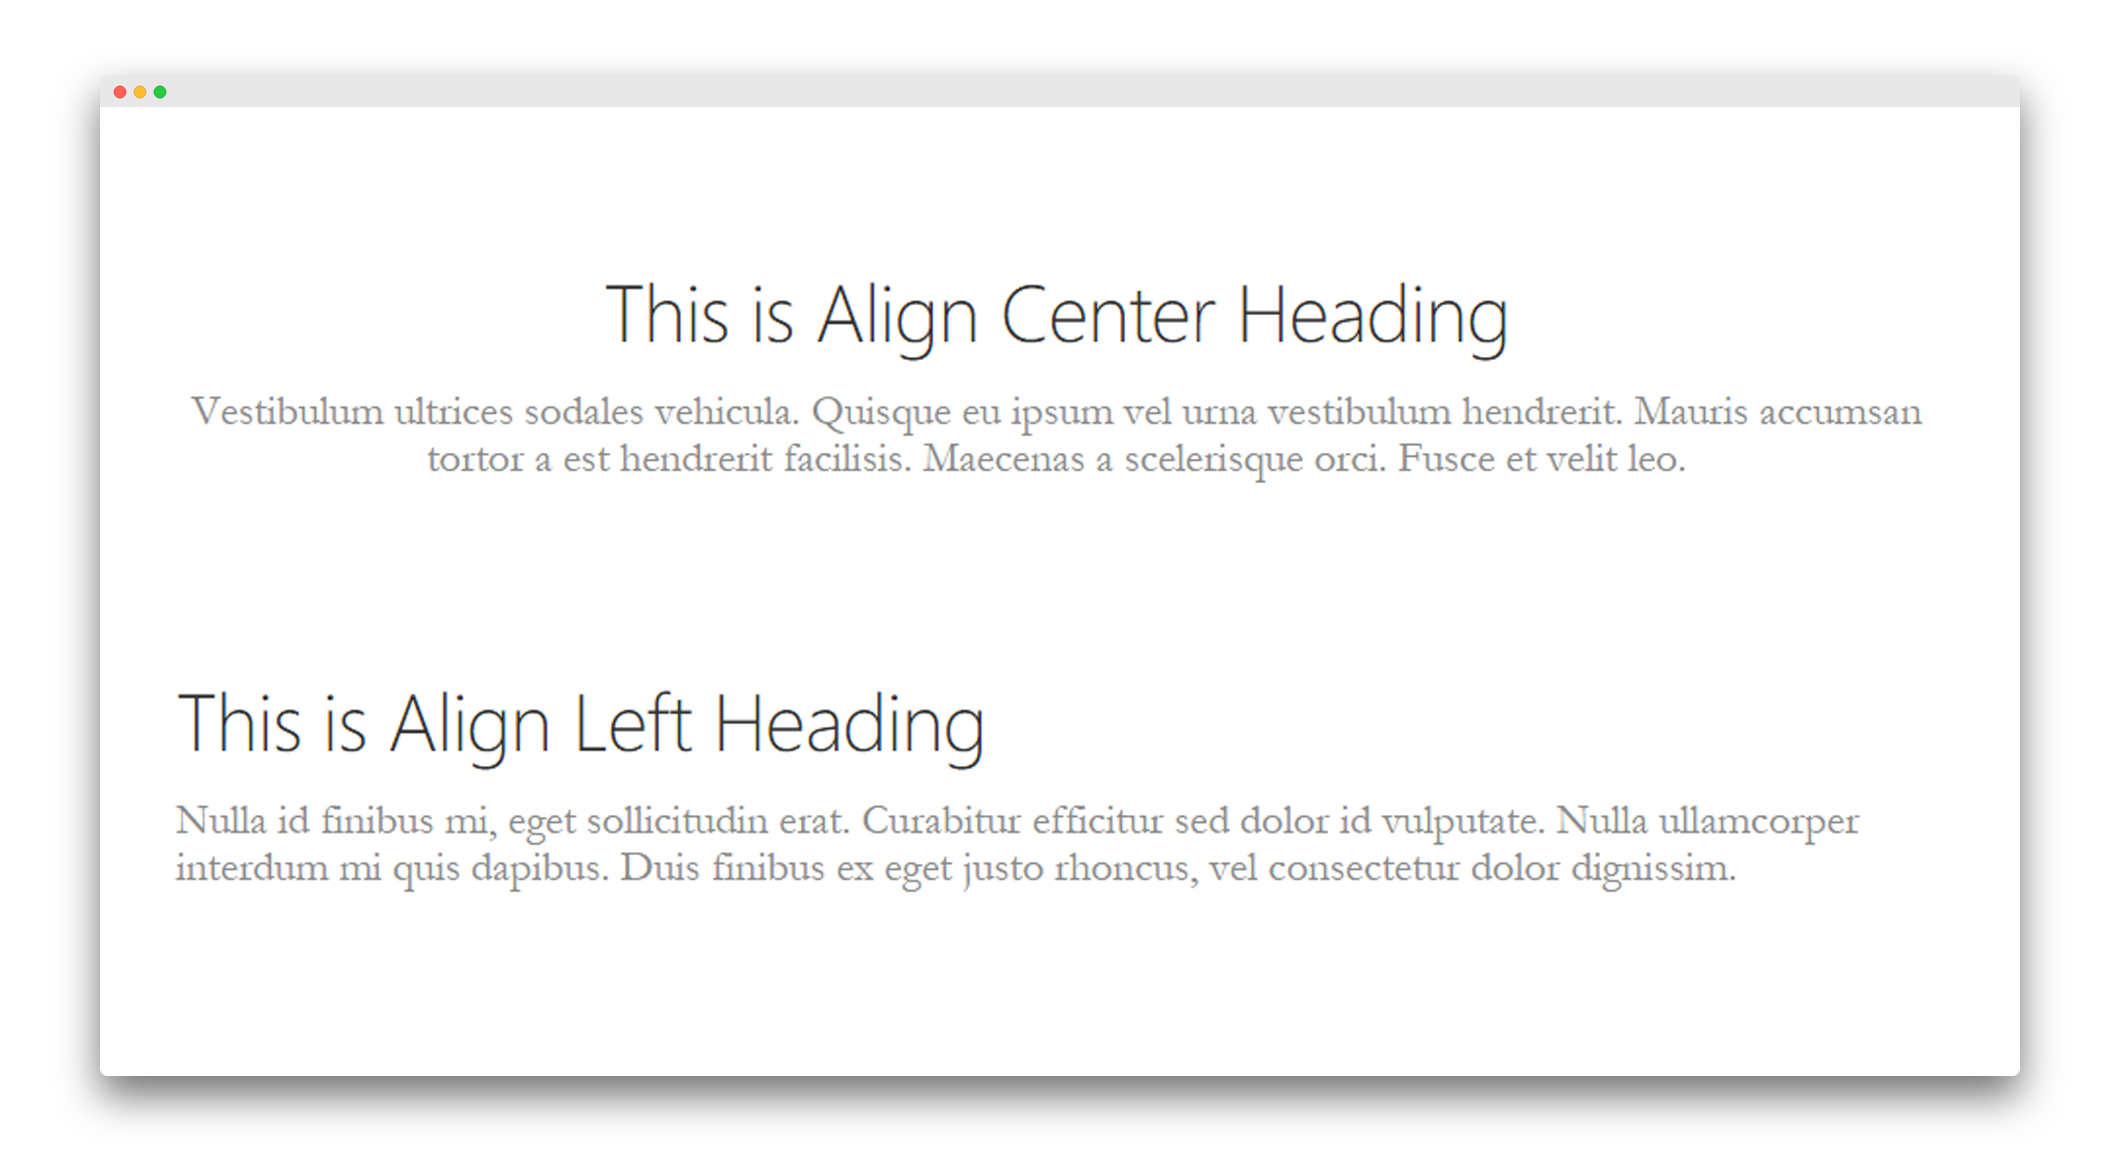 This is Align Center Heading
Vestibulum ultrices sodales vehicula. Quisque eu ipsum vel urna vestibulum hendrerit. Mauris accumsan
tortor a est hendrerit facilisis. Maecenas a scelerisque orci. Fusce et velit leo.
This is Align Left Heading
Nulla id finibus mi, eget sollicitudin erat. Curabitur efficitur sed dolor id vulputate. Nulla ullamcorper
interdum mi quis dapibus. Duis finibus ex eget justo rhoncus, vel consectetur dolor dignissim.